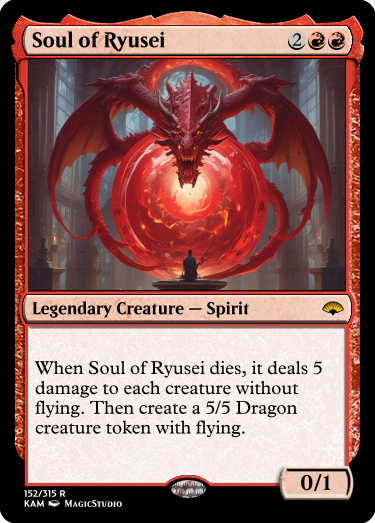 Soul of Ryusei 2
Legendary Creature — Spirit
When Soul of Ryusei dies, it deals 5
damage to each creature without
flying. Then create a 5/5 Dragon
creature token with flying.
0/1
152/315 R
KAM MagicStudio